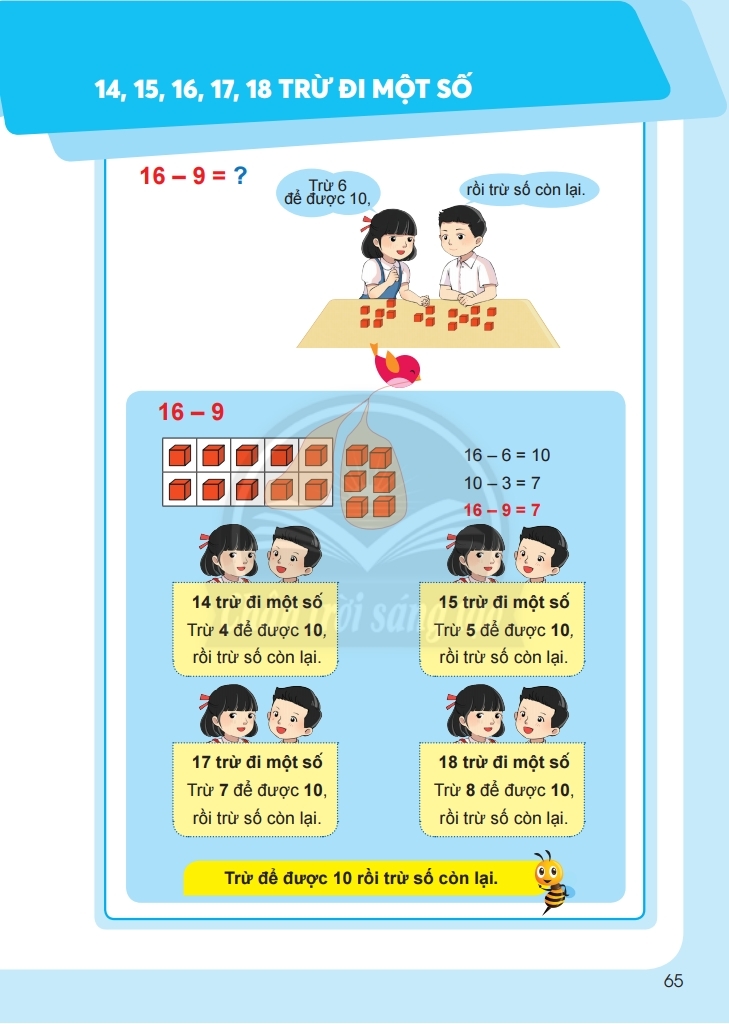 14, 15, 16, 17, 18 TRỪ ĐI MỘT SỐ
16 – 9 = ?
Trừ 6
để được 10,
rồi trừ số còn lại.
16 – 9
16 – 6 = 10
10 – 3 = 7
16 – 9 = 7
Chân trời sáng tạo
14 trừ đi một số
Trừ 4 để được 10,
rồi trừ số còn lại.
15 trừ đi một số
Trừ 5 để được 10,
rồi trừ số còn lại.
17 trừ đi một số
Trừ 7 để được 10,
rồi trừ số còn lại.
18 trừ đi một số
Trừ 8 để được 10,
rồi trừ số còn lại.
Trừ để được 10 rồi trừ số còn lại.
65